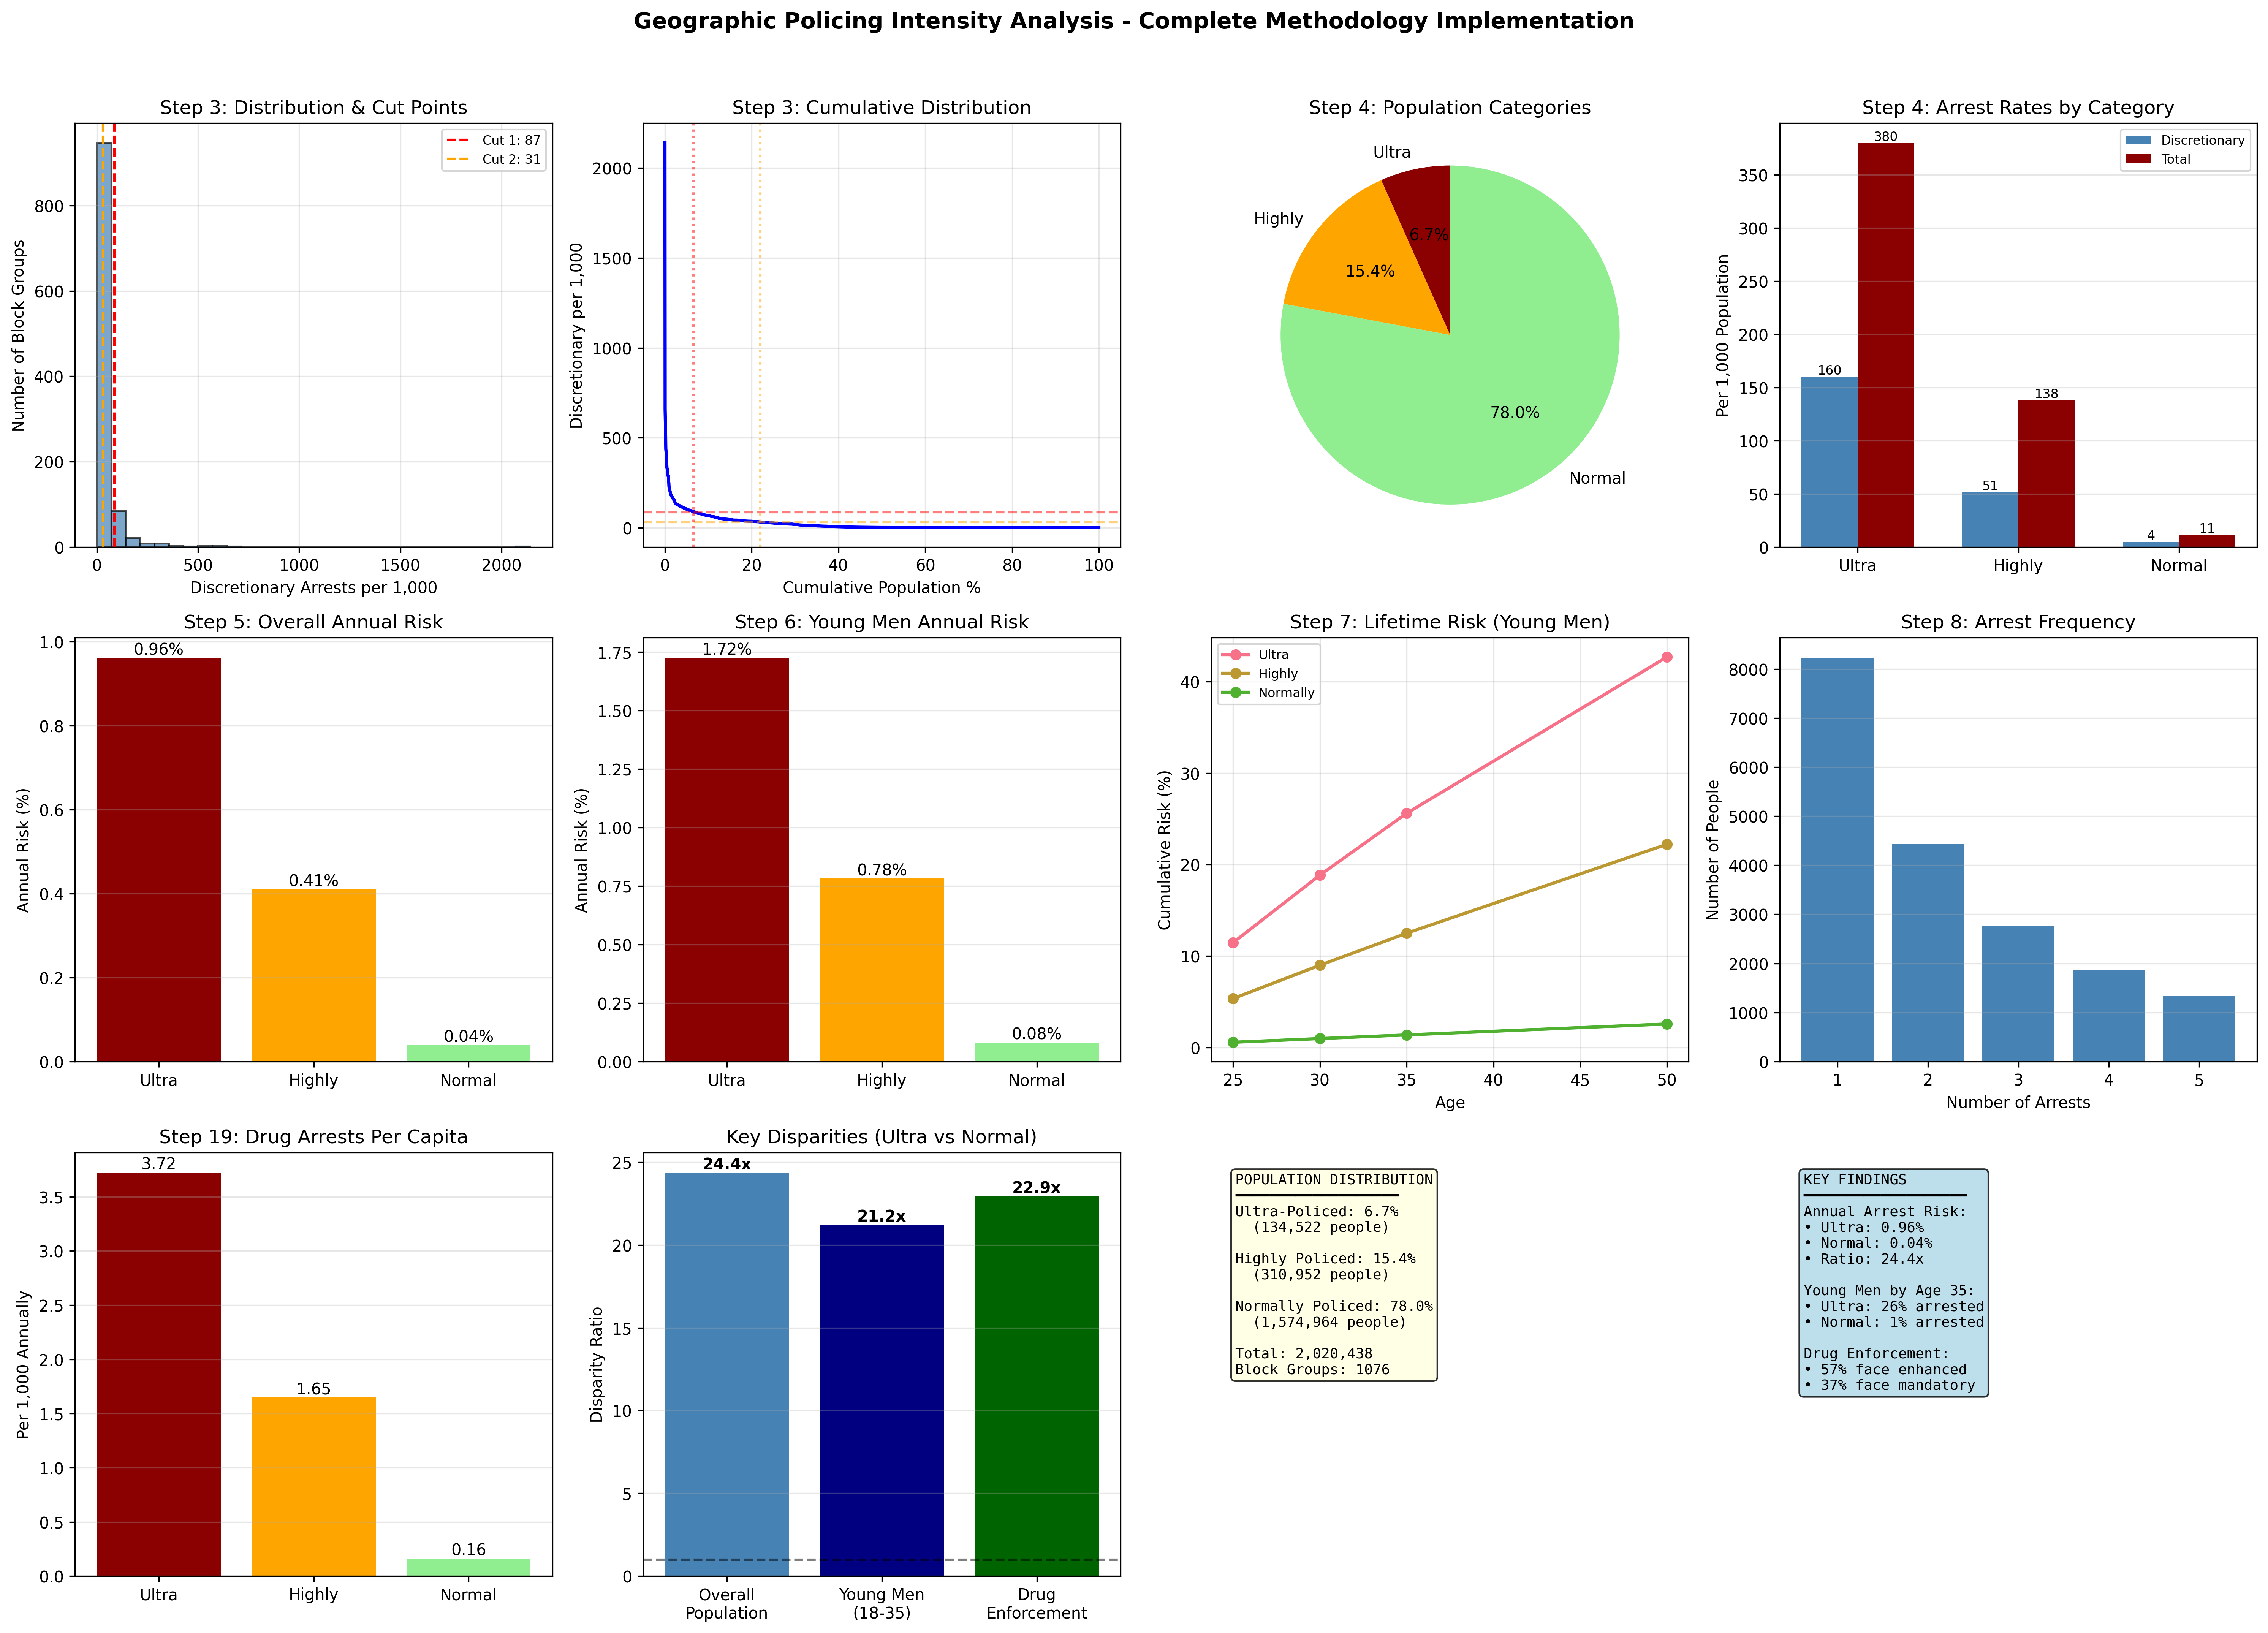 Geographic Policing Intensity Analysis - Complete Methodology Implementation
Step 3: Distribution & Cut Points
Number of Block Groups
800
600
400
200
0
Cut 1: 87
Cut 2: 31
0 500 1000 1500 2000
Discretionary Arrests per 1,000
Step 3: Cumulative Distribution
Discretionary per 1,000
2000
1500
1000
500
0
0 20 40 60 80 100
Cumulative Population %
Step 4: Population Categories
Ultra
Highly
6.7%
15.4%
78.0%
Normal
Step 4: Arrest Rates by Category
Per 1,000 Population
350
300
250
200
150
100
50
0
Discretionary
Total
380
160
138
51
4
11
Ultra Highly Normal
Step 5: Overall Annual Risk
Annual Risk (%)
1.0
0.8
0.6
0.4
0.2
0.0
0.96%
0.41%
0.04%
Ultra Highly Normal
Step 6: Young Men Annual Risk
Annual Risk (%)
1.75
1.50
1.25
1.00
0.75
0.50
0.25
0.00
1.72%
0.78%
0.08%
Ultra Highly Normal
Step 7: Lifetime Risk (Young Men)
Cumulative Risk (%)
40
30
20
10
0
Ultra
Highly
Normally
25 30 35 40 45 50
Age
Step 8: Arrest Frequency
Number of People
8000
7000
6000
5000
4000
3000
2000
1000
0
1 2 3 4 5
Number of Arrests
Step 19: Drug Arrests Per Capita
Per 1,000 Annually
3.5
3.0
2.5
2.0
1.5
1.0
0.5
0.0
3.72
1.65
0.16
Ultra Highly Normal
Key Disparities (Ultra vs Normal)
Disparity Ratio
25
20
15
10
5
0
24.4x
21.2x
22.9x
Overall
Population
Young Men
(18-35)
Drug
Enforcement
POPULATION DISTRIBUTION
Ultra-Policed: 6.7%
(134,522 people)
Highly Policed: 15.4%
(310,952 people)
Normally Policed: 78.0%
(1,574,964 people)
Total: 2,020,438
Block Groups: 1076
KEY FINDINGS
Annual Arrest Risk:
• Ultra: 0.96%
• Normal: 0.04%
• Ratio: 24.4x
Young Men by Age 35:
• Ultra: 26% arrested
• Normal: 1% arrested
Drug Enforcement:
• 57% face enhanced
• 37% face mandatory